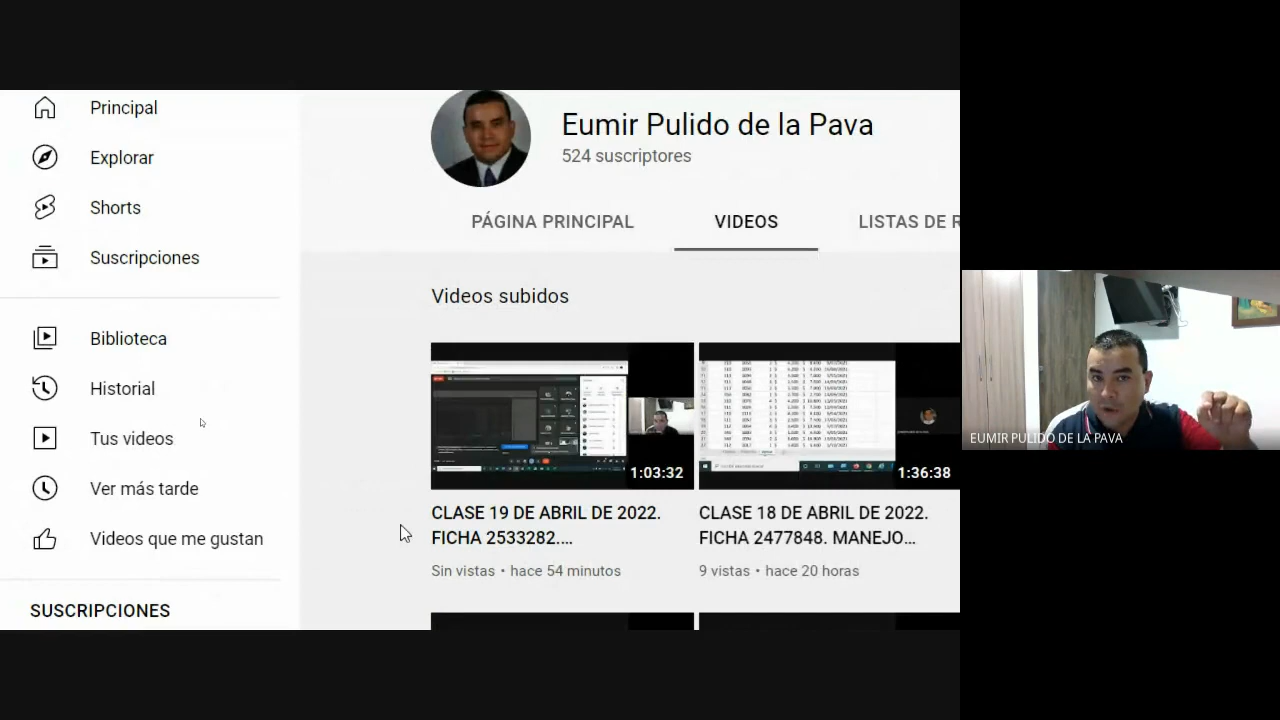 Principal
Explorar
Shorts
Suscripciones
Biblioteca
Historial
Tus videos
Ver más tarde
Videos que me gustan
SUSCRIPCIONES
Eumir Pulido de la Pava
524 suscriptores
PÁGINA PRINCIPAL VIDEOS LISTAS DE R
Videos subidos
1:03:32 1:36:38
CLASE 19 DE ABRIL DE 2022.
FICHA 2533282....
Sin vistas • hace 54 minutos
CLASE 18 DE ABRIL DE 2022.
FICHA 2477848. MANEJO...
9 vistas • hace 20 horas
EUMIR PULIDO DE LA PAVA